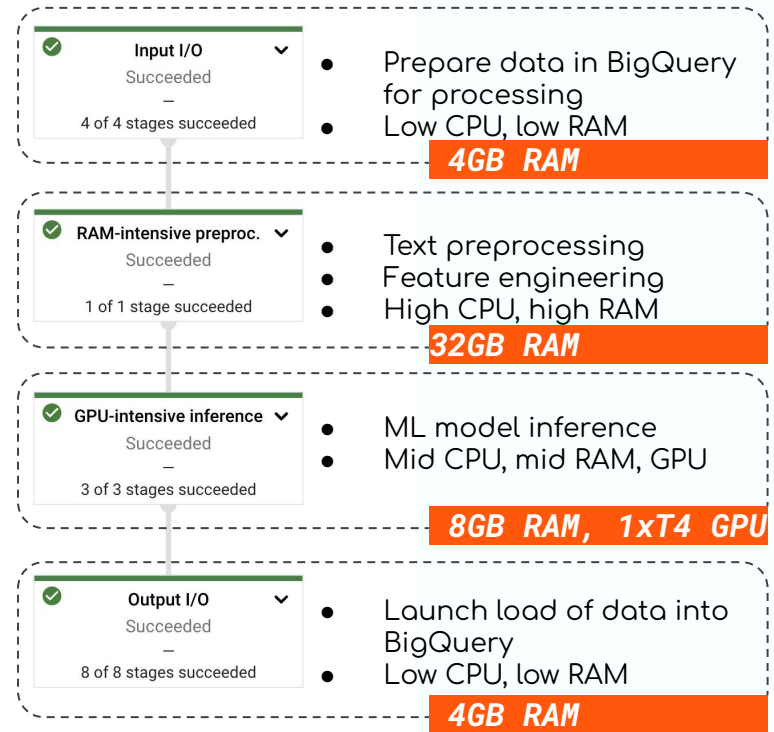 Input I/O
Succeeded
—
4 of 4 stages succeeded
● Prepare data in BigQuery
for processing
● Low CPU, low RAM
4GB RAM
RAM-intensive preproc.
Succeeded
—
1 of 1 stage succeeded
● Text preprocessing
● Feature engineering
● High CPU, high RAM
32GB RAM
GPU-intensive inference
Succeeded
—
3 of 3 stages succeeded
● ML model inference
● Mid CPU, mid RAM, GPU
8GB RAM, 1xT4 GPU
Output I/O
Succeeded
—
8 of 8 stages succeeded
● Launch load of data into
BigQuery
● Low CPU, low RAM
4GB RAM